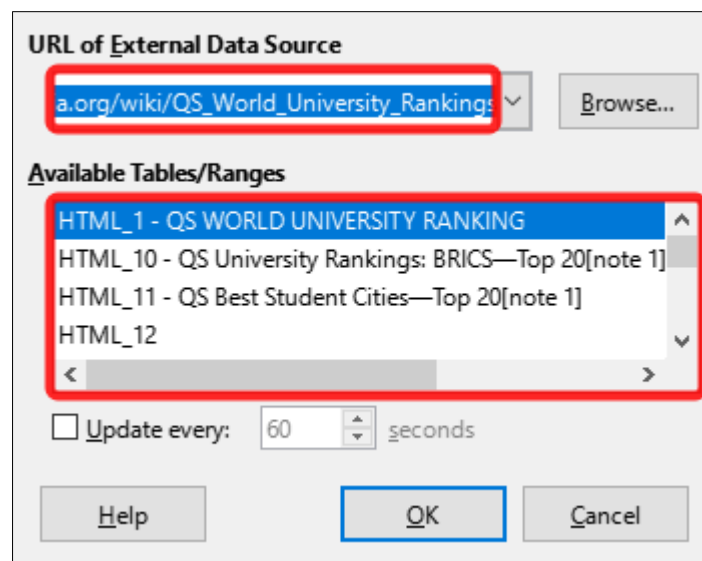 URL of External Data Source
a.org/wiki/QS_World_University_Rankings
Browse...
Available Tables/Ranges
HTML_1 - QS WORLD UNIVERSITY RANKING
HTML_10 - QS University Rankings: BRICS—Top 20[note 1]
HTML_11 - QS Best Student Cities—Top 20[note 1]
HTML_12
Update every: 60 seconds
Help OK Cancel